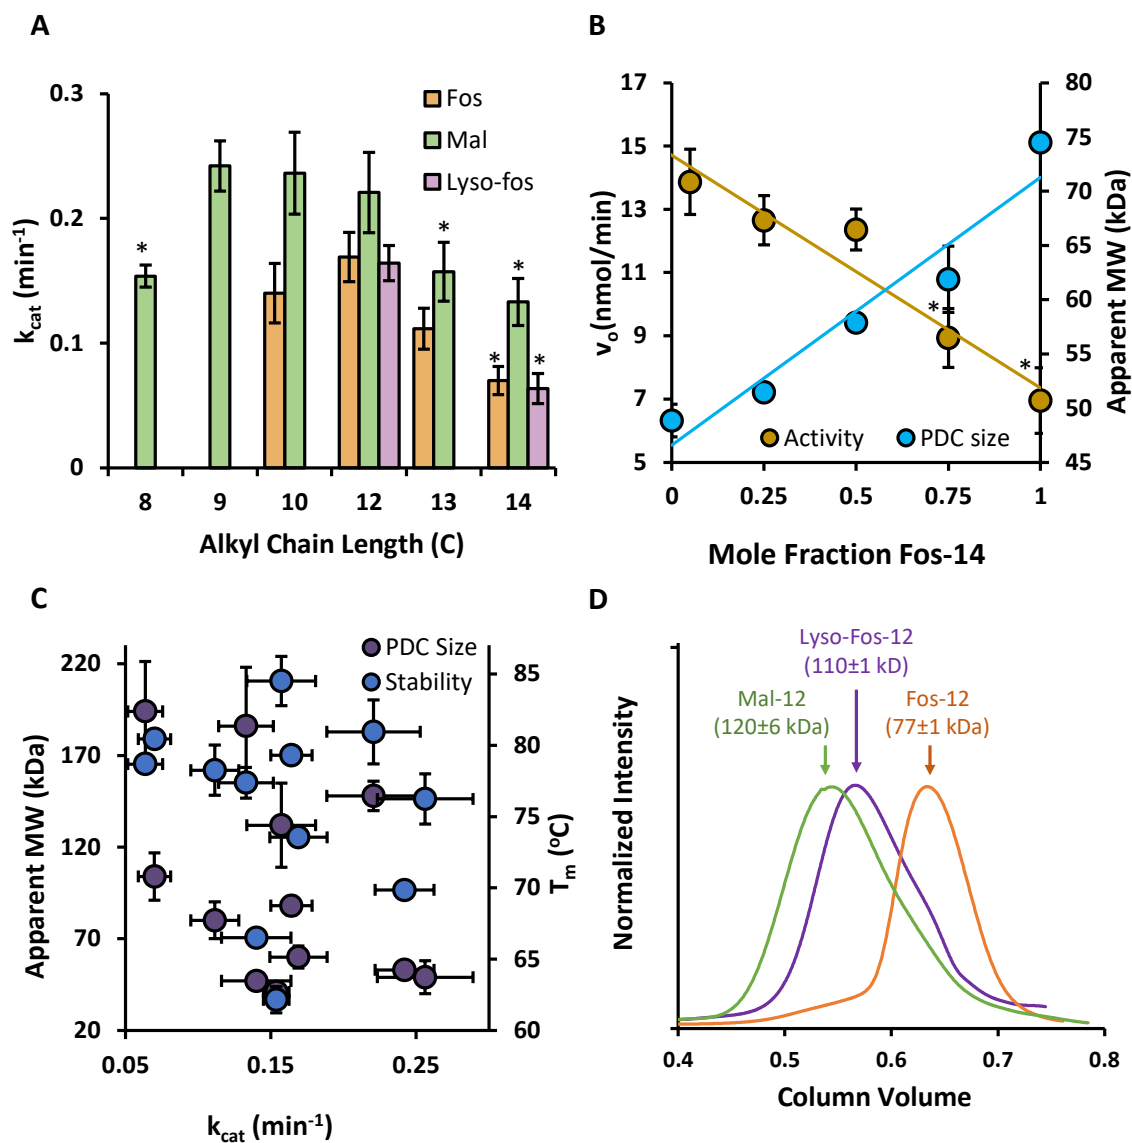 A
0.3
0.2
0.1
0
k_cat (min⁻¹)
Fos
Mal
Lyso-fos
*
*
*
*
*
8 9 10 12 13 14
Alkyl Chain Length (C)
B
17
15
13
11
9
7
5
v_o(nmol/min)
80
75
70
65
60
55
50
45
Apparent MW (kDa)
*
*
Activity
PDC size
0 0.25 0.5 0.75 1
Mole Fraction Fos-14
C
220
170
120
70
20
Apparent MW (kDa)
PDC Size
Stability
85
80
75
70
65
60
T_m (°C)
0.05 0.15 0.25
k_cat (min⁻¹)
D
Normalized Intensity
Lyso-Fos-12
(110±1 kD)
Mal-12
(120±6 kDa)
Fos-12
(77±1 kDa)
0.4 0.5 0.6 0.7 0.8
Column Volume